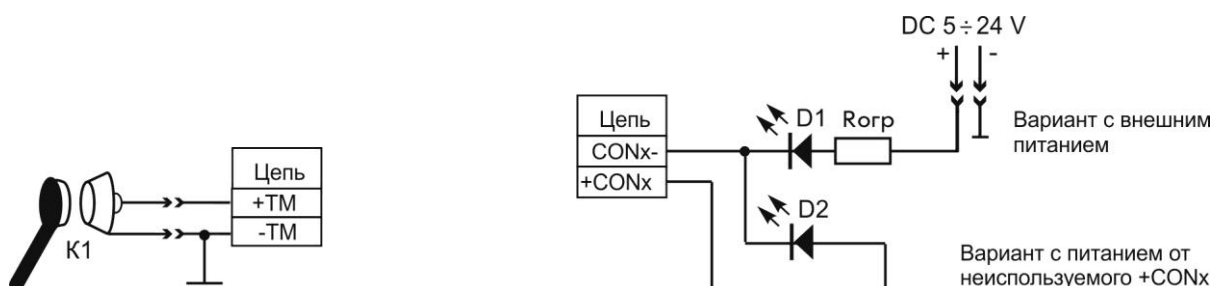 DC 5÷24 V
+ -
Цепь
D1
Rогр
Вариант с внешним
питанием
CONx-
+CONx
Цепь
+TM
-TM
K1
D2
Вариант с питанием от
неиспользуемого +CONx